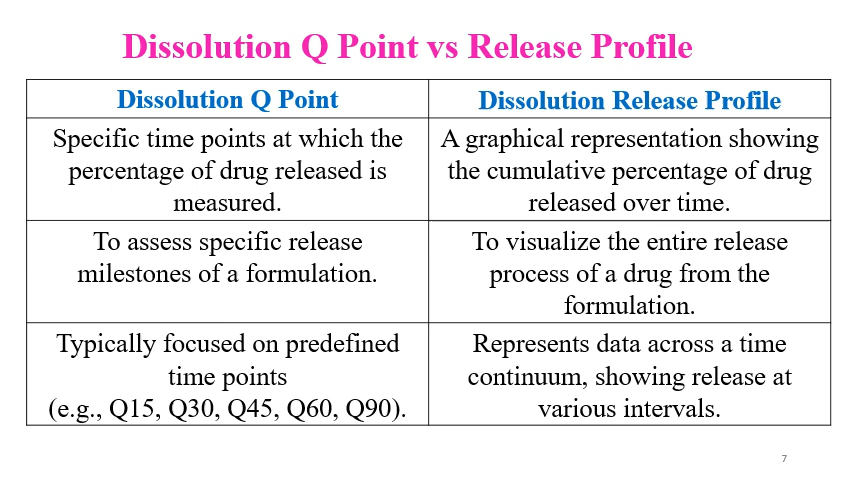 Dissolution Q Point vs Release Profile
Dissolution Q Point
Dissolution Release Profile
Specific time points at which the
percentage of drug released is
measured.
A graphical representation showing
the cumulative percentage of drug
released over time.
To assess specific release
milestones of a formulation.
To visualize the entire release
process of a drug from the
formulation.
Typically focused on predefined
time points
(e.g., Q15, Q30, Q45, Q60, Q90).
Represents data across a time
continuum, showing release at
various intervals.
7